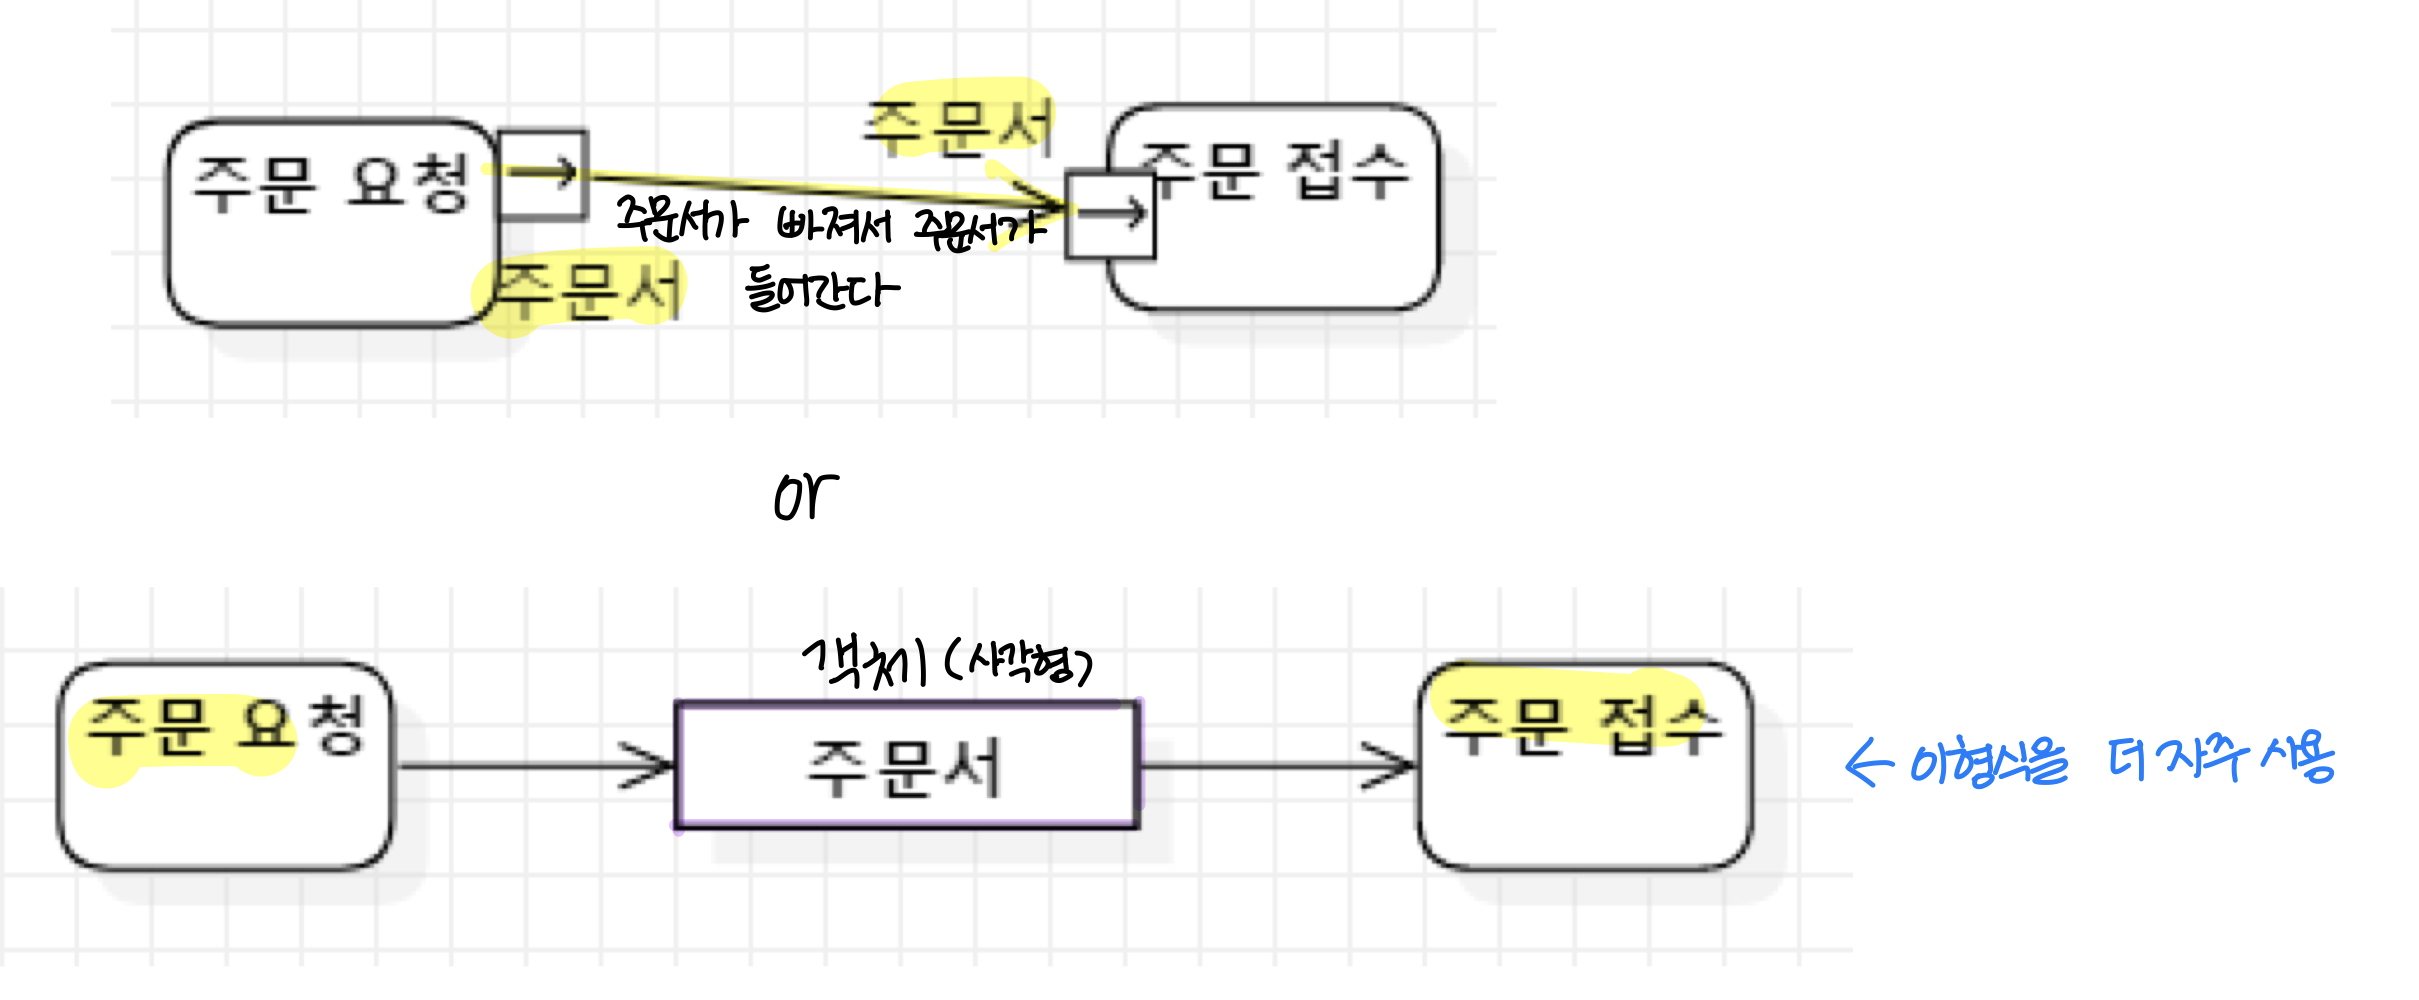 주문서
주문 요청
주문 접수
주문서가 빠져서 주문서가
들어간다
주문서
or
객체 (사각형)
주문 요청
주문서
주문 접수
← 이형식을 더 자주 사용